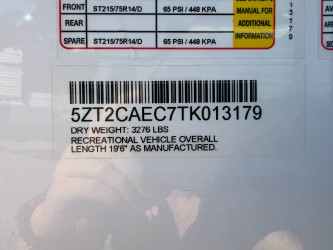 FRONT ST215/75R14/D 65 PSI / 448 KPA MANUAL FOR
REAR ADDITIONAL
SPARE ST215/75R14/D 65 PSI / 448 KPA INFORMATION
13179
5ZT2CAEC7TK013179
DRY WEIGHT: 3276 LBS
RECREATIONAL VEHICLE OVERALL
LENGTH 19'6" AS MANUFACTURED.